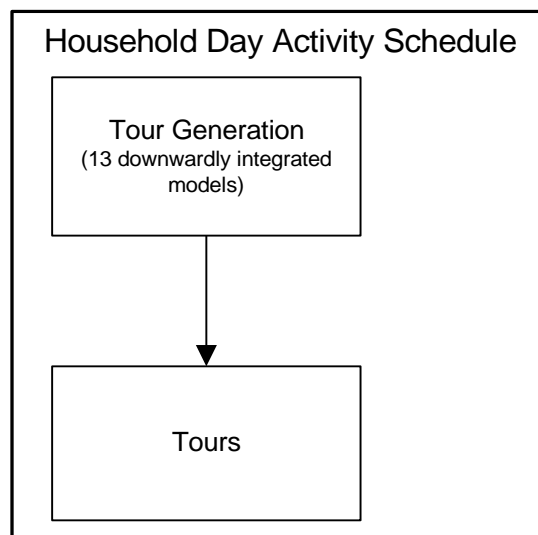 Household Day Activity Schedule
Tour Generation
(13 downwardly integrated
models)
Tours